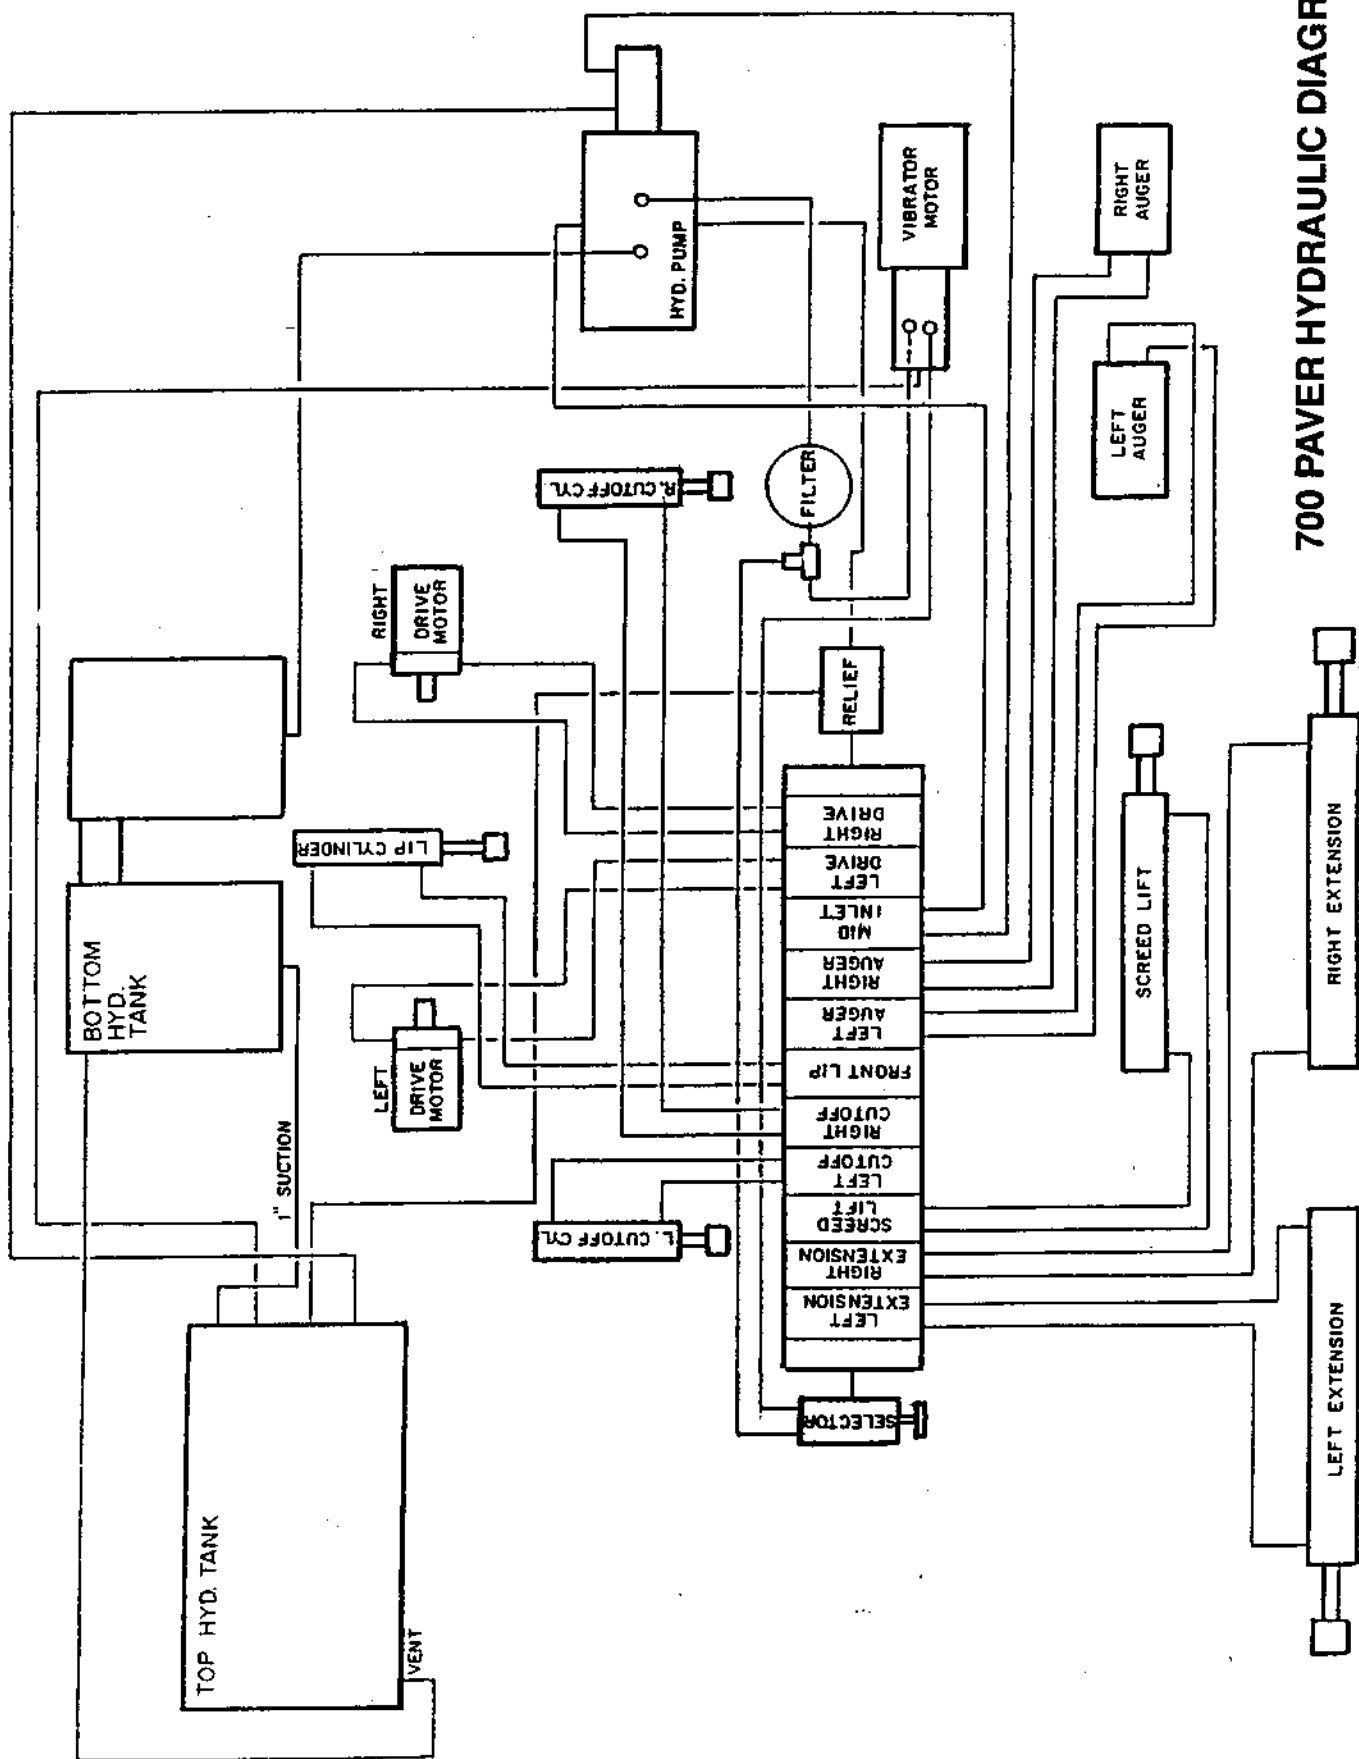 700 PAVER HYDRAULIC DIAGR
TOP HYD. TANK
VENT
BOTTOM
HYD.
TANK
1" SUCTION
LEFT
DRIVE
MOTOR
LIP CYLINDER
RIGHT
DRIVE
MOTOR
L. CUTOFF CYL
R. CUTOFF CYL.
HYD. PUMP
FILTER
VIBRATOR
MOTOR
RELIEF
SELECTOR
LEFT
EXTENSION
RIGHT
EXTENSION
SCREED
LIFT
LEFT
CUTOFF
RIGHT
CUTOFF
FRONT LIP
LEFT
AUGER
RIGHT
AUGER
MID
INLET
LEFT
DRIVE
RIGHT
DRIVE
LEFT
AUGER
RIGHT
AUGER
SCREED LIFT
LEFT EXTENSION
RIGHT EXTENSION